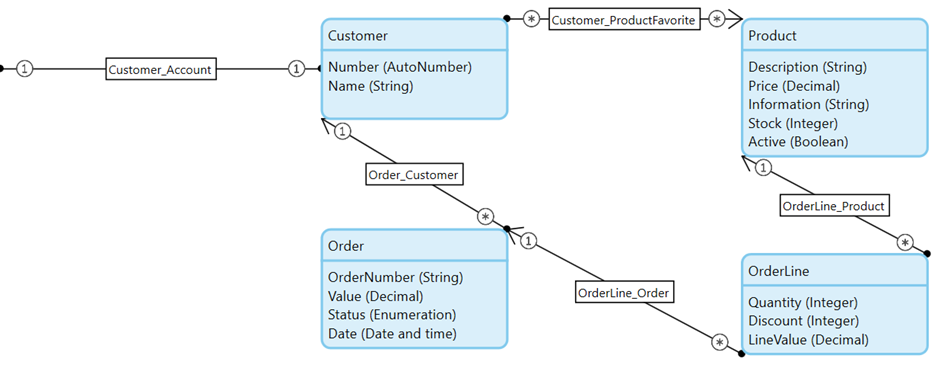 Customer_ProductFavorite
*
*
Customer
Product
Customer_Account
1
1
Number (AutoNumber)
Name (String)
Description (String)
Price (Decimal)
Information (String)
Stock (Integer)
Active (Boolean)
1
Order_Customer
*
1
OrderLine_Product
*
Order
1
OrderNumber (String)
Value (Decimal)
Status (Enumeration)
Date (Date and time)
OrderLine_Order
*
OrderLine
Quantity (Integer)
Discount (Integer)
LineValue (Decimal)